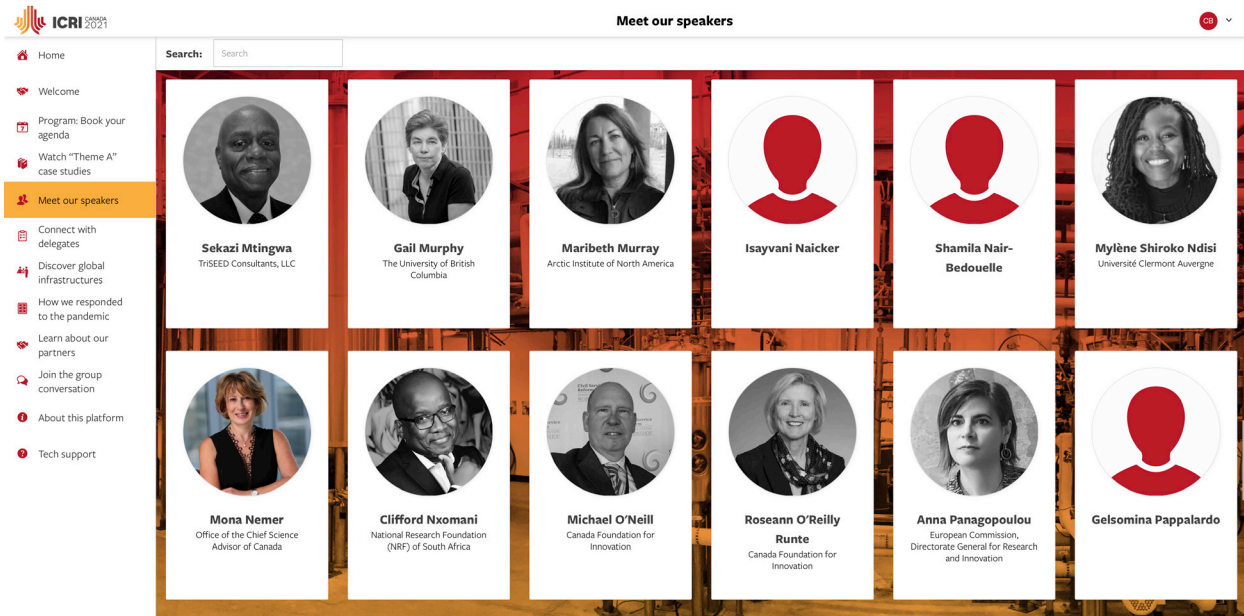 ICRI CANADA 2021
Meet our speakers
CB
Home
Welcome
Program: Book your
agenda
Watch “Theme A”
case studies
Meet our speakers
Connect with
delegates
Discover global
infrastructures
How we responded
to the pandemic
Learn about our
partners
Join the group
conversation
About this platform
Tech support
Search:
Search
Sekazi Mtingwa
TriSEED Consultants, LLC
Gail Murphy
The University of British
Columbia
Maribeth Murray
Arctic Institute of North America
Isayvani Naicker
Shamila Nair-
Bedouelle
Mylène Shiroko Ndisi
Université Clermont Auvergne
Mona Nemer
Office of the Chief Science
Advisor of Canada
Clifford Nxomani
National Research Foundation
(NRF) of South Africa
Michael O'Neill
Canada Foundation for
Innovation
Roseann O'Reilly
Runte
Canada Foundation for
Innovation
Anna Panagopoulou
European Commission,
Directorate General for Research
and Innovation
Gelsomina Pappalardo